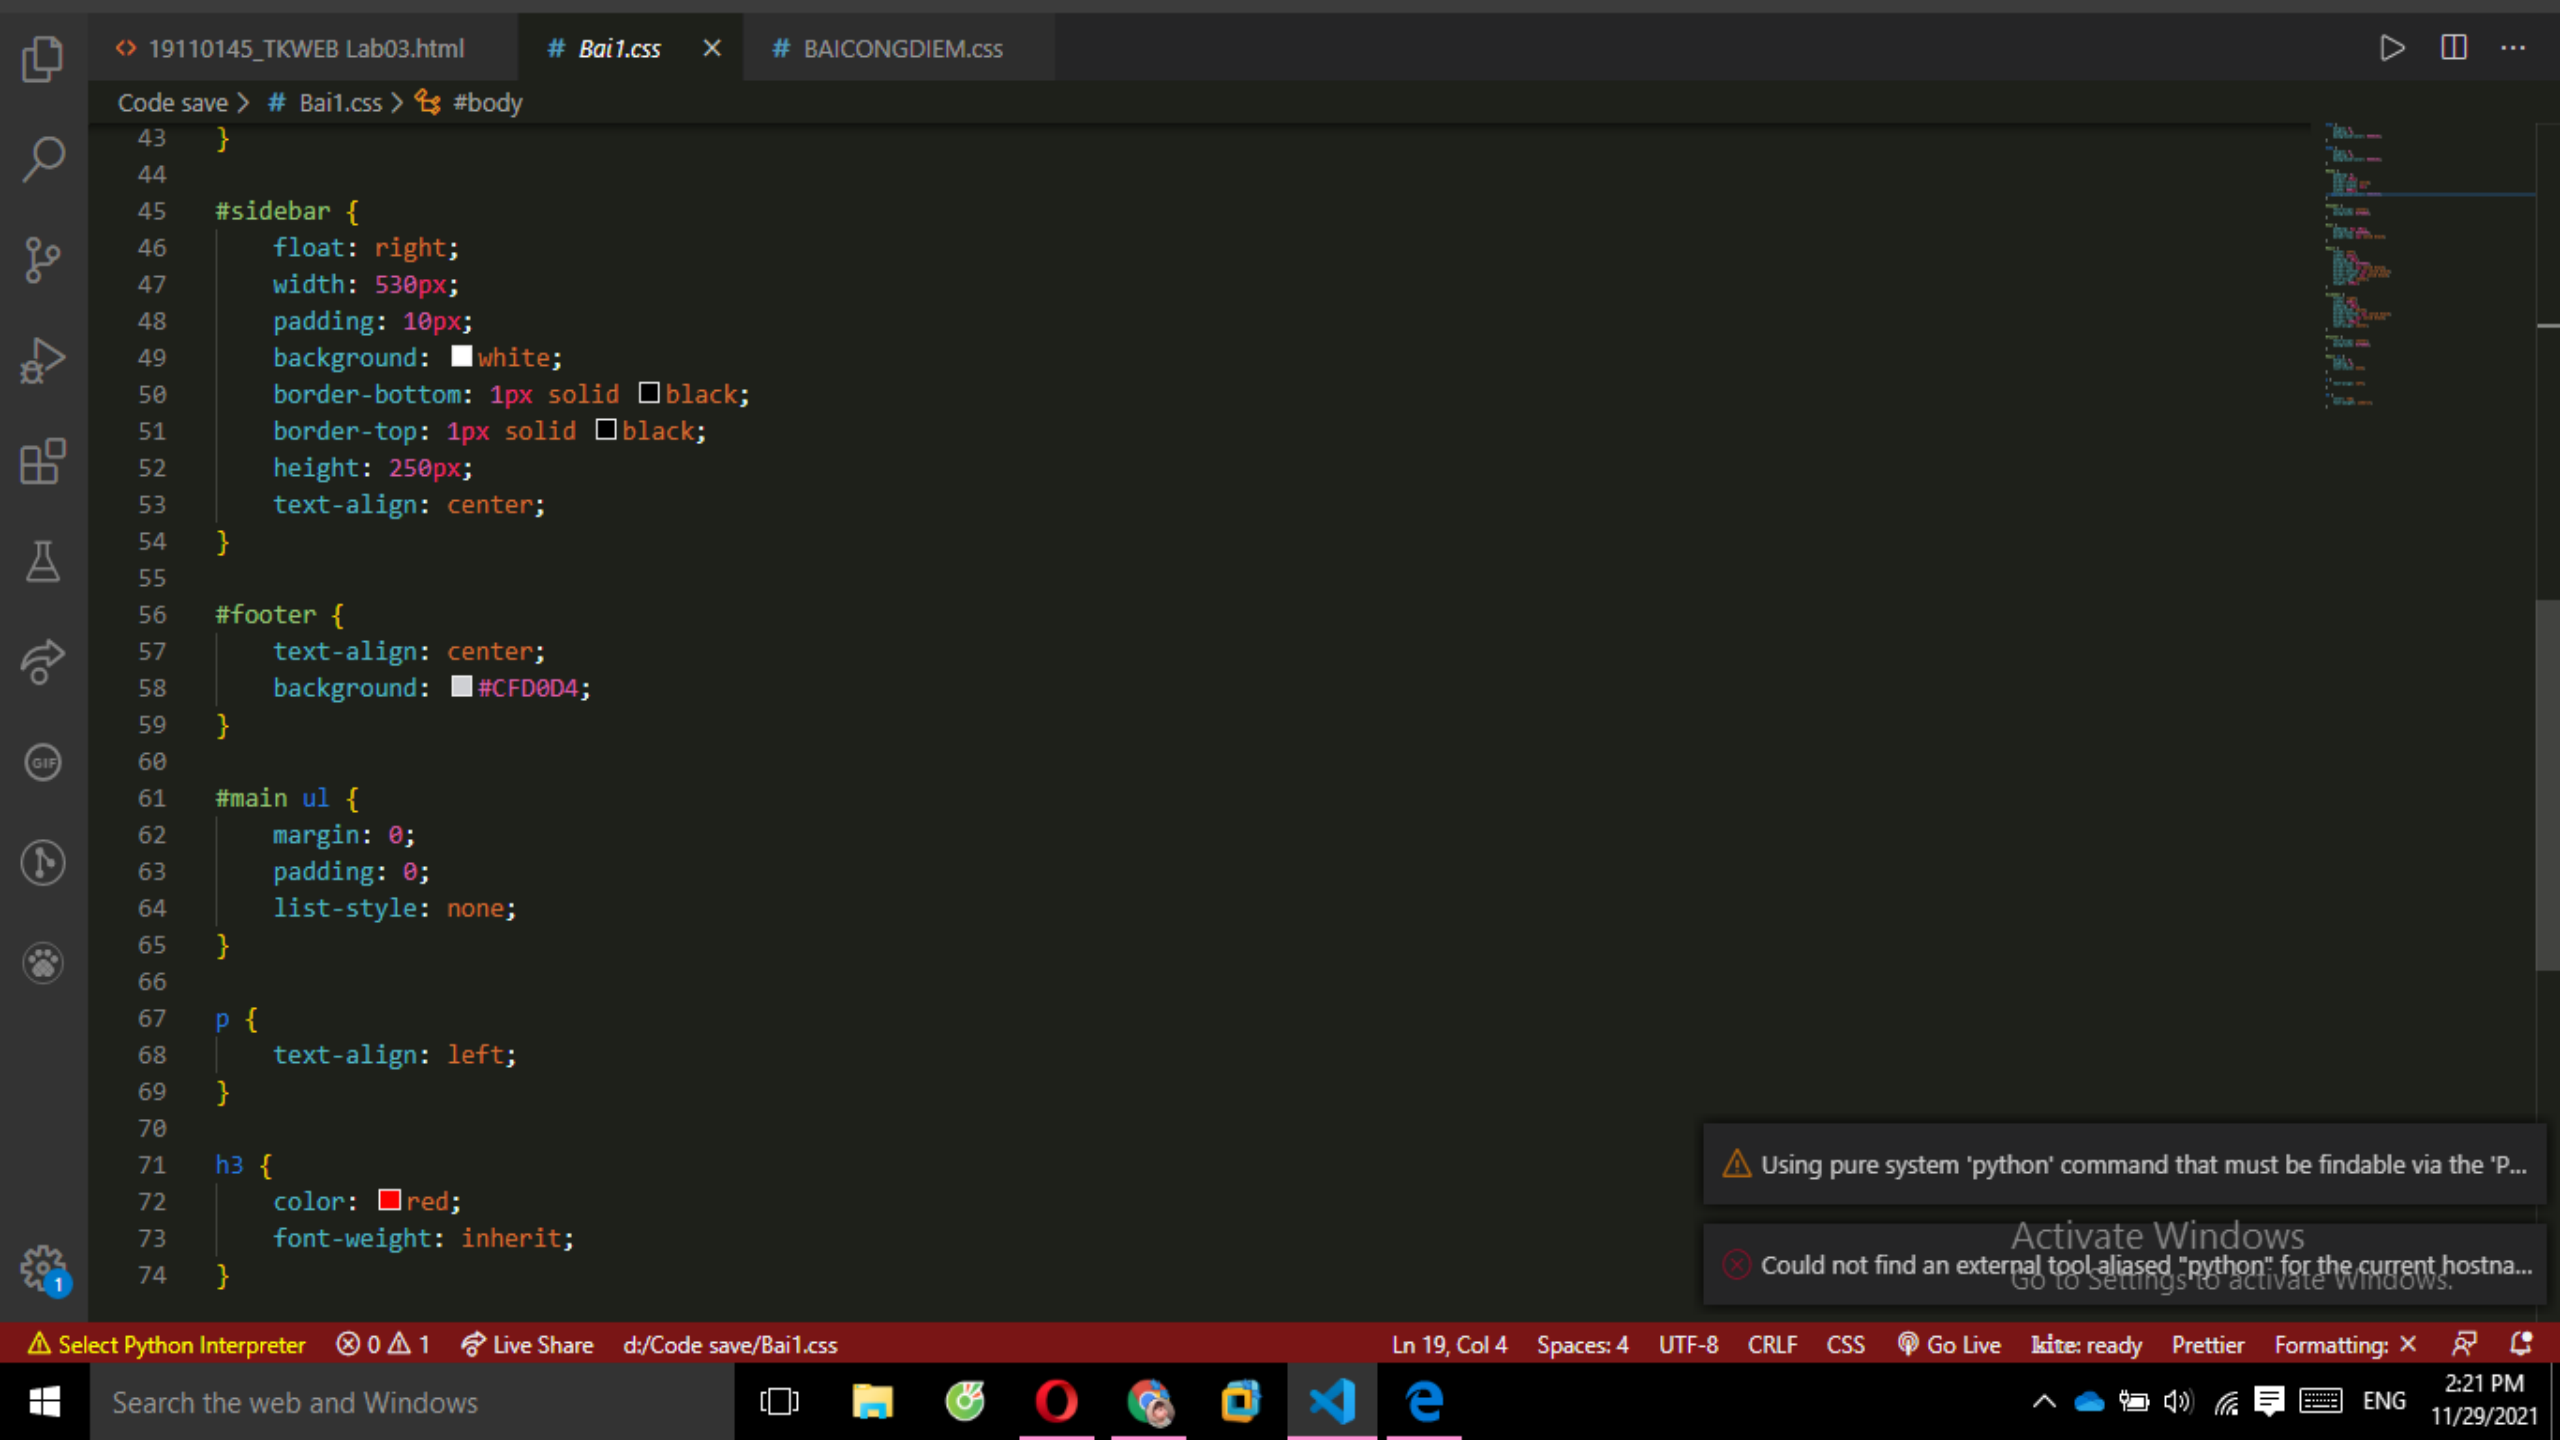 19110145_TKWEB Lab03.html
# Bai1.css
# BAICONGDIEM.css
Code save > # Bai1.css > #body
43 }
44
45 #sidebar {
46 float: right;
47 width: 530px;
48 padding: 10px;
49 background: white;
50 border-bottom: 1px solid black;
51 border-top: 1px solid black;
52 height: 250px;
53 text-align: center;
54 }
55
56 #footer {
57 text-align: center;
58 background: #CFD0D4;
59 }
60
61 #main ul {
62 margin: 0;
63 padding: 0;
64 list-style: none;
65 }
66
67 p {
68 text-align: left;
69 }
70
71 h3 {
72 color: red;
73 font-weight: inherit;
74 }
GIF
1
Using pure system 'python' command that must be findable via the 'P...
Activate Windows
Could not find an external tool aliased "python" for the current hostna...
Go to Settings to activate Windows.
Select Python Interpreter 0 1 Live Share d:/Code save/Bai1.css Ln 19, Col 4 Spaces: 4 UTF-8 CRLF CSS Go Live kite: ready Prettier Formatting: ×
Search the web and Windows
ENG
2:21 PM
11/29/2021